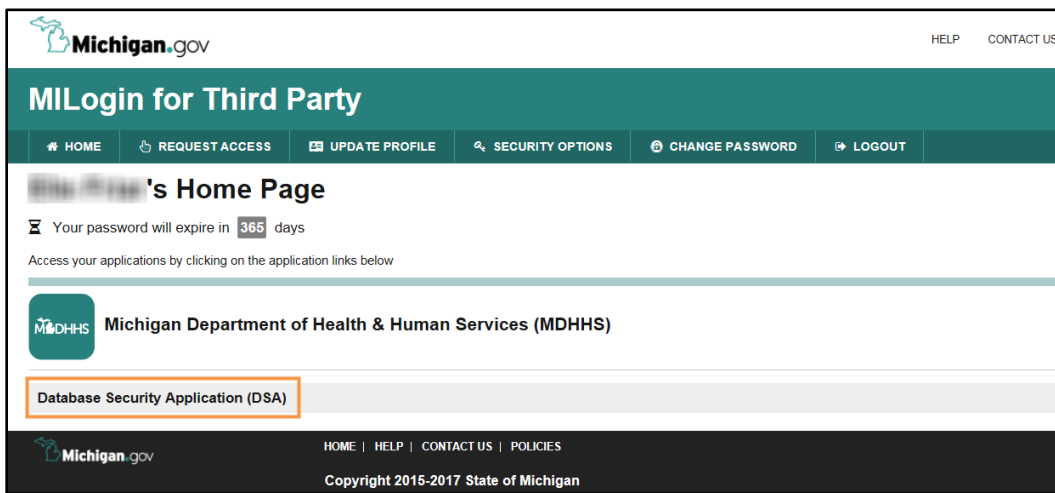 Michigan.gov
HELP CONTACT US
MILogin for Third Party
HOME REQUEST ACCESS UPDATE PROFILE SECURITY OPTIONS CHANGE PASSWORD LOGOUT
's Home Page
Your password will expire in 365 days
Access your applications by clicking on the application links below
MDHHS Michigan Department of Health & Human Services (MDHHS)
Database Security Application (DSA)
Michigan.gov
HOME | HELP | CONTACT US | POLICIES
Copyright 2015-2017 State of Michigan